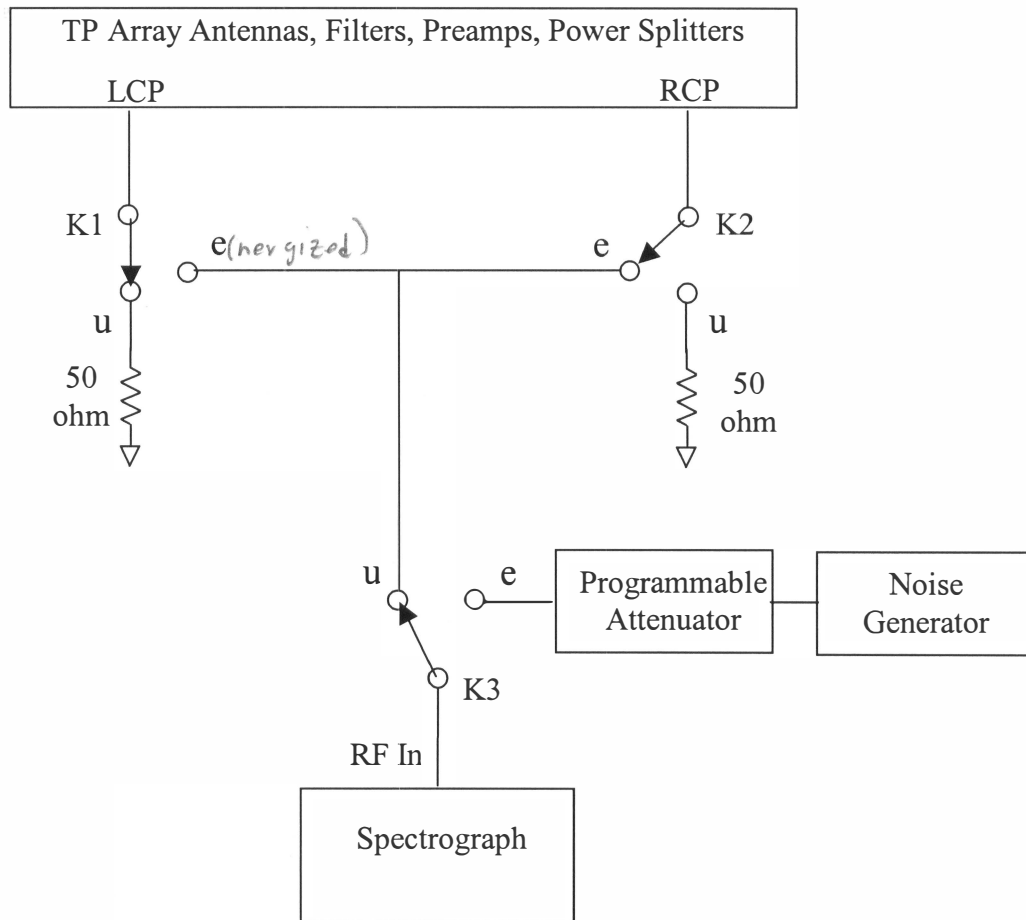 TP Array Antennas, Filters, Preamps, Power Splitters
LCP
RCP
K1
K2
e(nergized)
e
u
u
50
ohm
50
ohm
u
e
Programmable
Attenuator
Noise
Generator
K3
RF In
Spectrograph